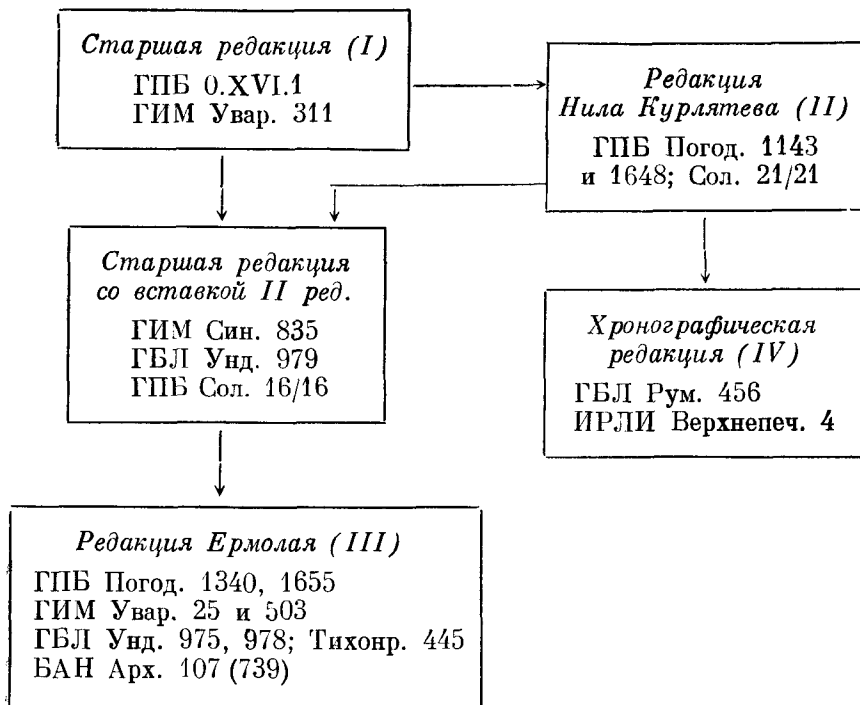 Старшая редакция (I)
ГПБ O.XVI.1
ГИМ Увар. 311
Редакция
Нила Курлятева (II)
ГПБ Погод. 1143
и 1648; Сол. 21/21
Старшая редакция
со вставкой II ред.
ГИМ Син. 835
ГБЛ Унд. 979
ГПБ Сол. 16/16
Хронографическая
редакция (IV)
ГБЛ Рум. 456
ИРЛИ Верхнепеч. 4
Редакция Ермолая (III)
ГПБ Погод. 1340, 1655
ГИМ Увар. 25 и 503
ГБЛ Унд. 975, 978; Тихонр. 445
БАН Арх. 107 (739)